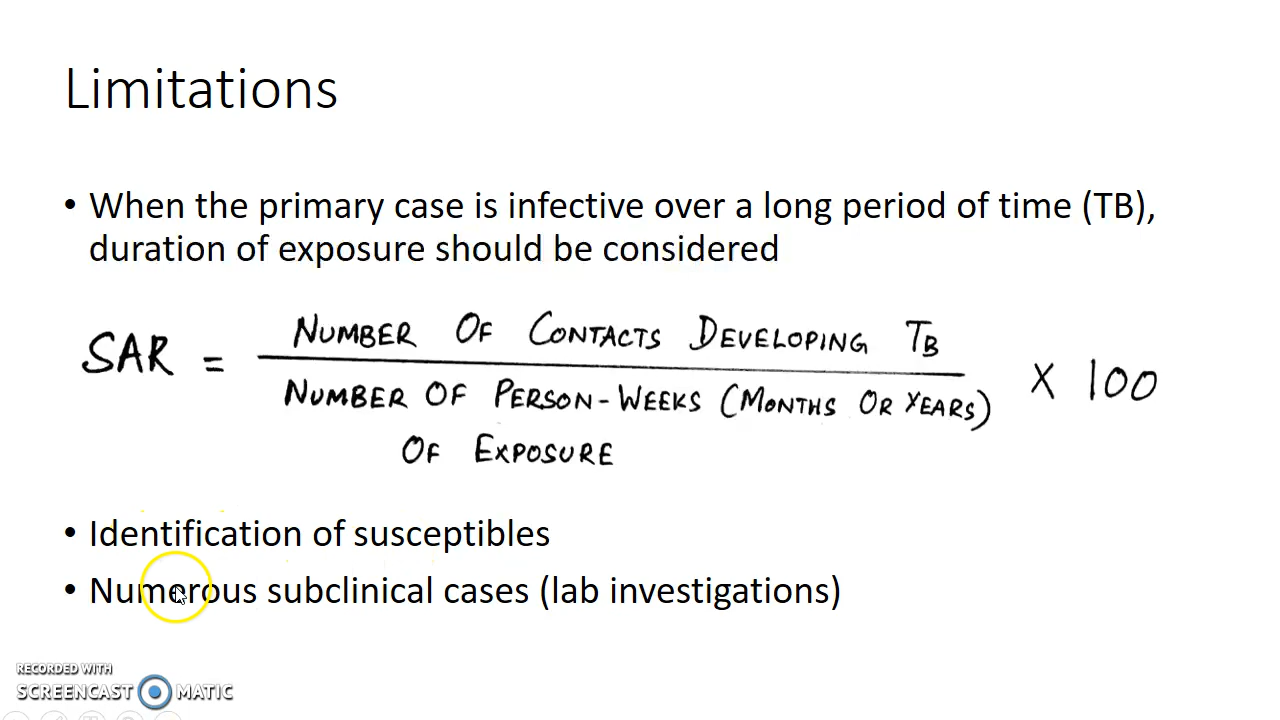 Limitations
• When the primary case is infective over a long period of time (TB),
duration of exposure should be considered
SAR = NUMBER OF CONTACTS DEVELOPING TB
NUMBER OF PERSON-WEEKS (MONTHS OR YEARS) X 100
OF EXPOSURE
• Identification of susceptibles
• Numerous subclinical cases (lab investigations)
RECORDED WITH
SCREENCAST MATIC